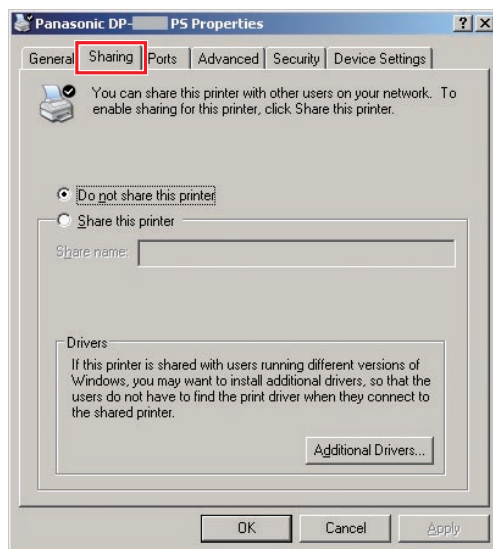 Panasonic DP- PS Properties
General Sharing Ports Advanced Security Device Settings
You can share this printer with other users on your network. To
enable sharing for this printer, click Share this printer.
Do not share this printer
Share this printer
Share name:
Drivers
If this printer is shared with users running different versions of
Windows, you may want to install additional drivers, so that the
users do not have to find the print driver when they connect to
the shared printer.
Additional Drivers...
OK Cancel Apply